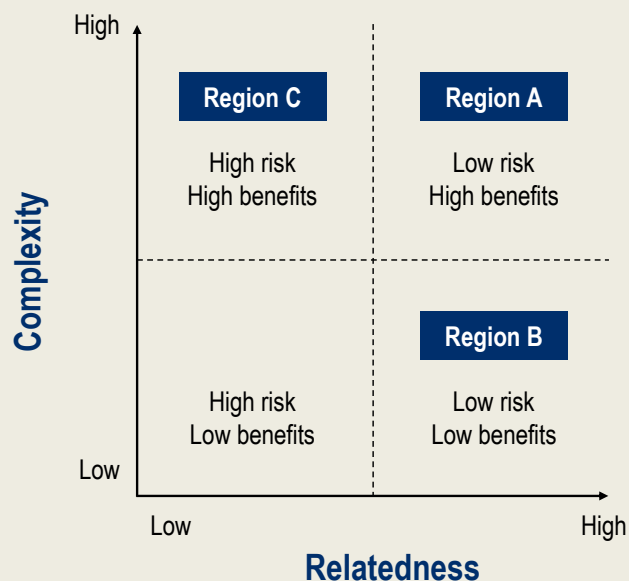 High
Region C
Region A
High risk
High benefits
Low risk
High benefits
Complexity
Region B
High risk
Low benefits
Low risk
Low benefits
Low
Low
High
Relatedness